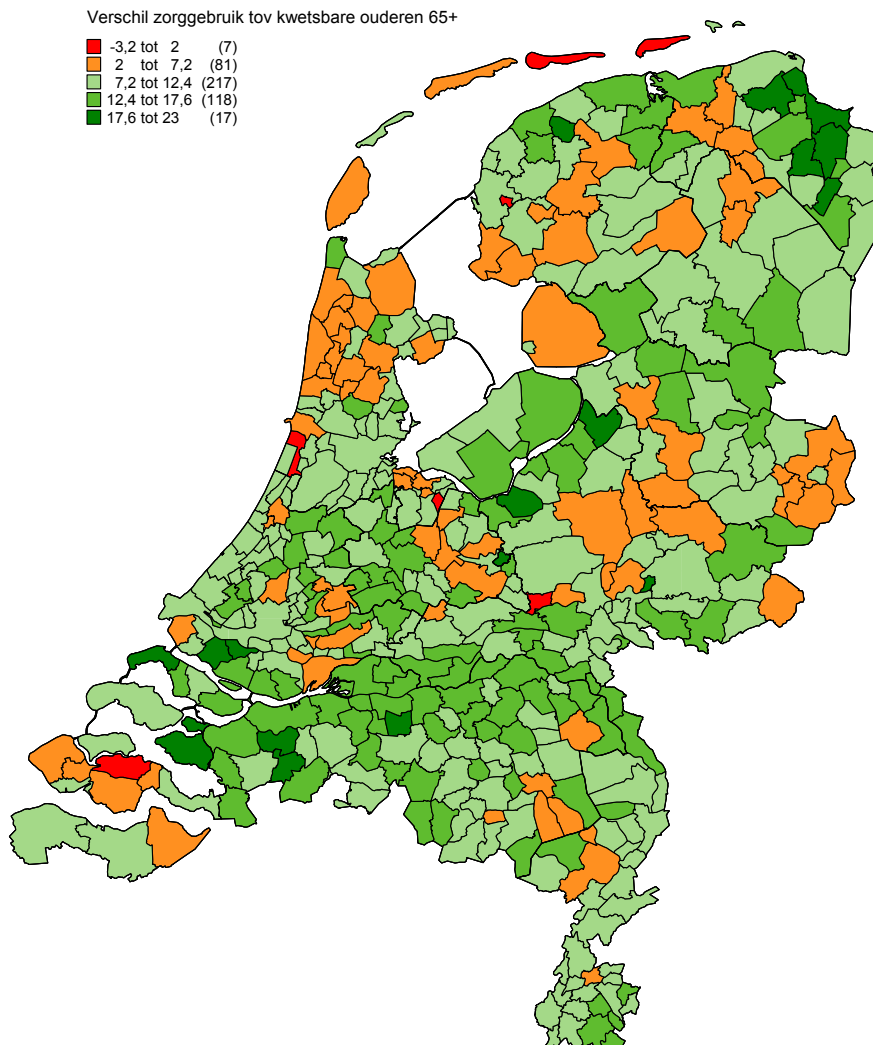 Verschil zorggebruik tov kwetsbare ouderen 65+
-3,2 tot 2 (7)
2 tot 7,2 (81)
7,2 tot 12,4 (217)
12,4 tot 17,6 (118)
17,6 tot 23 (17)